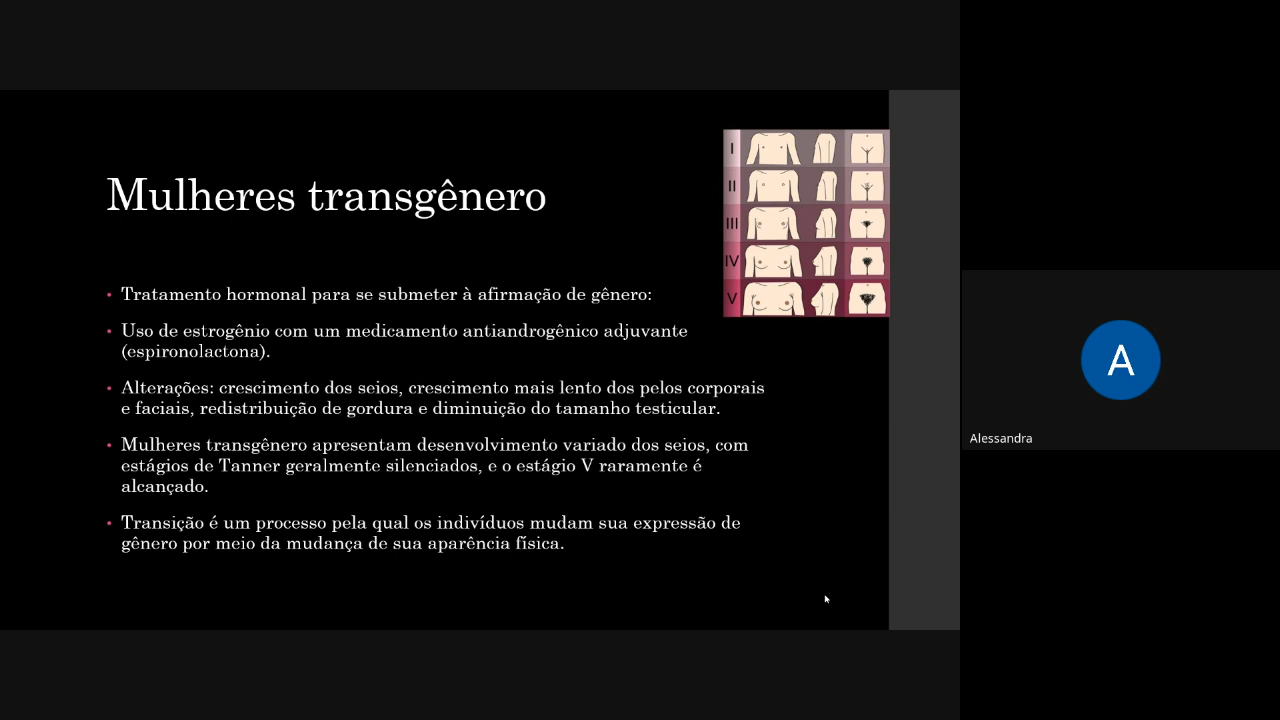 Mulheres transgênero
I
II
III
IV
V
• Tratamento hormonal para se submeter à afirmação de gênero:
• Uso de estrogênio com um medicamento antiandrogênico adjuvante
(espironolactona).
• Alterações: crescimento dos seios, crescimento mais lento dos pelos corporais
e faciais, redistribuição de gordura e diminuição do tamanho testicular.
• Mulheres transgênero apresentam desenvolvimento variado dos seios, com
estágios de Tanner geralmente silenciados, e o estágio V raramente é
alcançado.
• Transição é um processo pela qual os indivíduos mudam sua expressão de
gênero por meio da mudança de sua aparência física.
A
Alessandra